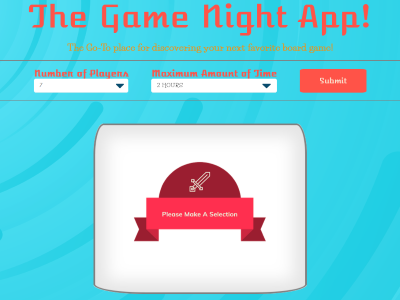 The Game Night App!
The Go-To place for discovering your next favorite board game!
Number of Players
Maximum Amount of Time
2 HOURS
Submit
Please Make A Selection